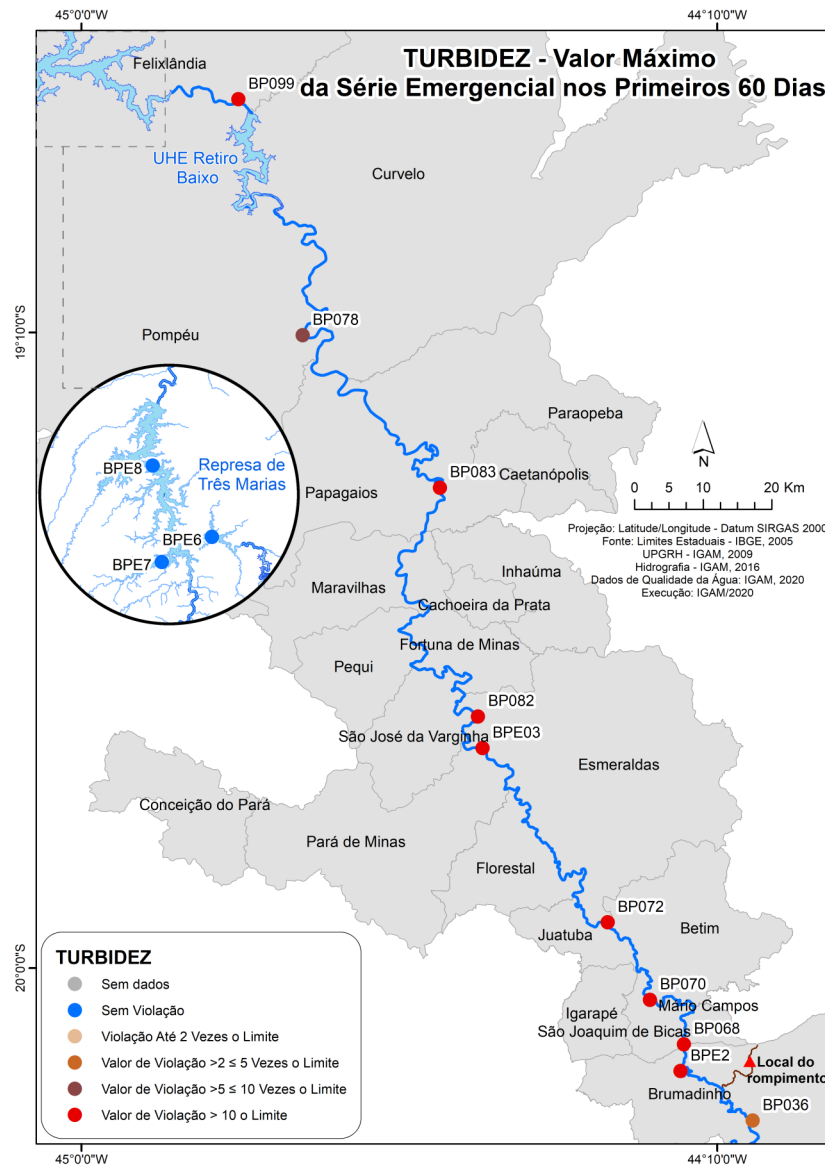 45°0'0"W
44°10'0"W
TURBIDEZ - Valor Máximo
da Série Emergencial nos Primeiros 60 Dias
Felixlândia
BP099
UHE Retiro
Baixo
Curvelo
19°10'0"S
19°10'0"S
BP078
Pompéu
Paraopeba
BP083
Caetanópolis
N
BPE8
Represa de
Três Marias
Papagaios
0 5 10 20 Km
BPE6
BPE7
Projeção: Latitude/Longitude - Datum SIRGAS 2000
Fonte: Limites Estaduais - IBGE, 2005
UPGRH - IGAM, 2009
Hidrografia - IGAM, 2016
Dados de Qualidade da Água: IGAM, 2020
Execução: IGAM/2020
Inhaúma
Maravilhas
Cachoeira da Prata
Fortuna de Minas
Pequi
BP082
São José da Varginha
BPE03
Esmeraldas
Conceição do Pará
Pará de Minas
Florestal
BP072
Juatuba
Betim
20°0'0"S
20°0'0"S
BP070
Mário Campos
Igarapé
São Joaquim de Bicas
BP068
BPE2
Local do
rompimento
Brumadinho
BP036
TURBIDEZ
Sem dados
Sem Violação
Violação Até 2 Vezes o Limite
Valor de Violação >2 ≤ 5 Vezes o Limite
Valor de Violação >5 ≤ 10 Vezes o Limite
Valor de Violação > 10 o Limite
45°0'0"W
44°10'0"W